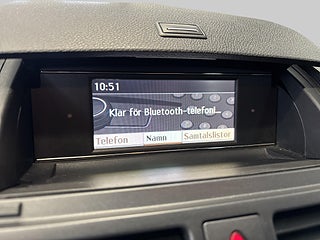 10:51
Klar för Bluetooth-telefon!
Telefon Namn Samtalslistor